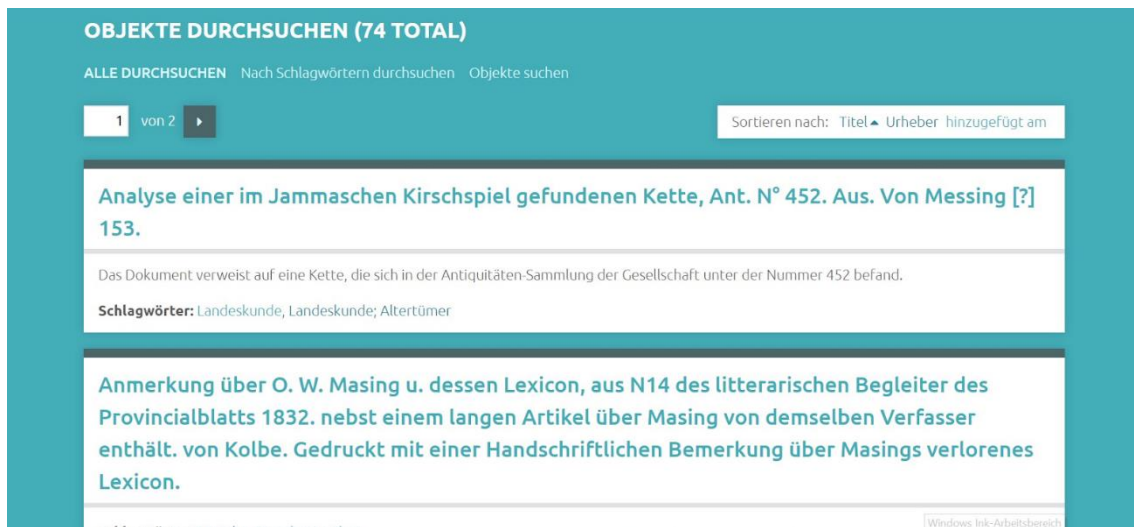 OBJEKTE DURCHSUCHEN (74 TOTAL)
ALLE DURCHSUCHEN Nach Schlagwörtern durchsuchen Objekte suchen
1 von 2
Sortieren nach: Titel Urheber hinzugefügt am
Analyse einer im Jammaschen Kirschspiel gefundenen Kette, Ant. N° 452. Aus. Von Messing [?]
153.
Das Dokument verweist auf eine Kette, die sich in der Antiquitäten-Sammlung der Gesellschaft unter der Nummer 452 befand.
Schlagwörter: Landeskunde, Landeskunde; Altertümer
Anmerkung über O. W. Masing u. dessen Lexicon, aus N14 des litterarischen Begleiter des
Provincialblatts 1832. nebst einem langen Artikel über Masing von demselben Verfasser
enthält. von Kolbe. Gedruckt mit einer Handschriftlichen Bemerkung über Masings verlorenes
Lexicon.
Windows Ink-Arbeitsbereich